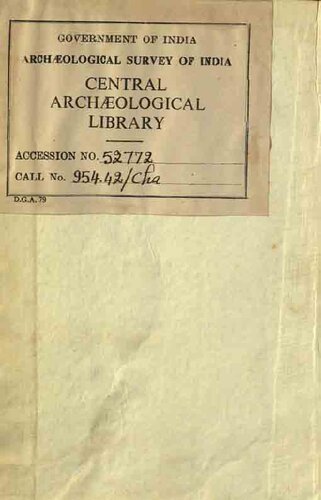 GOVERNMENT OF INDIA
ARCHÆOLOGICAL SURVEY OF INDIA
CENTRAL
ARCHÆOLOGICAL
LIBRARY
ACCESSION NO. 52772
CALL No. 954.42/Cha
D.G.A. 79